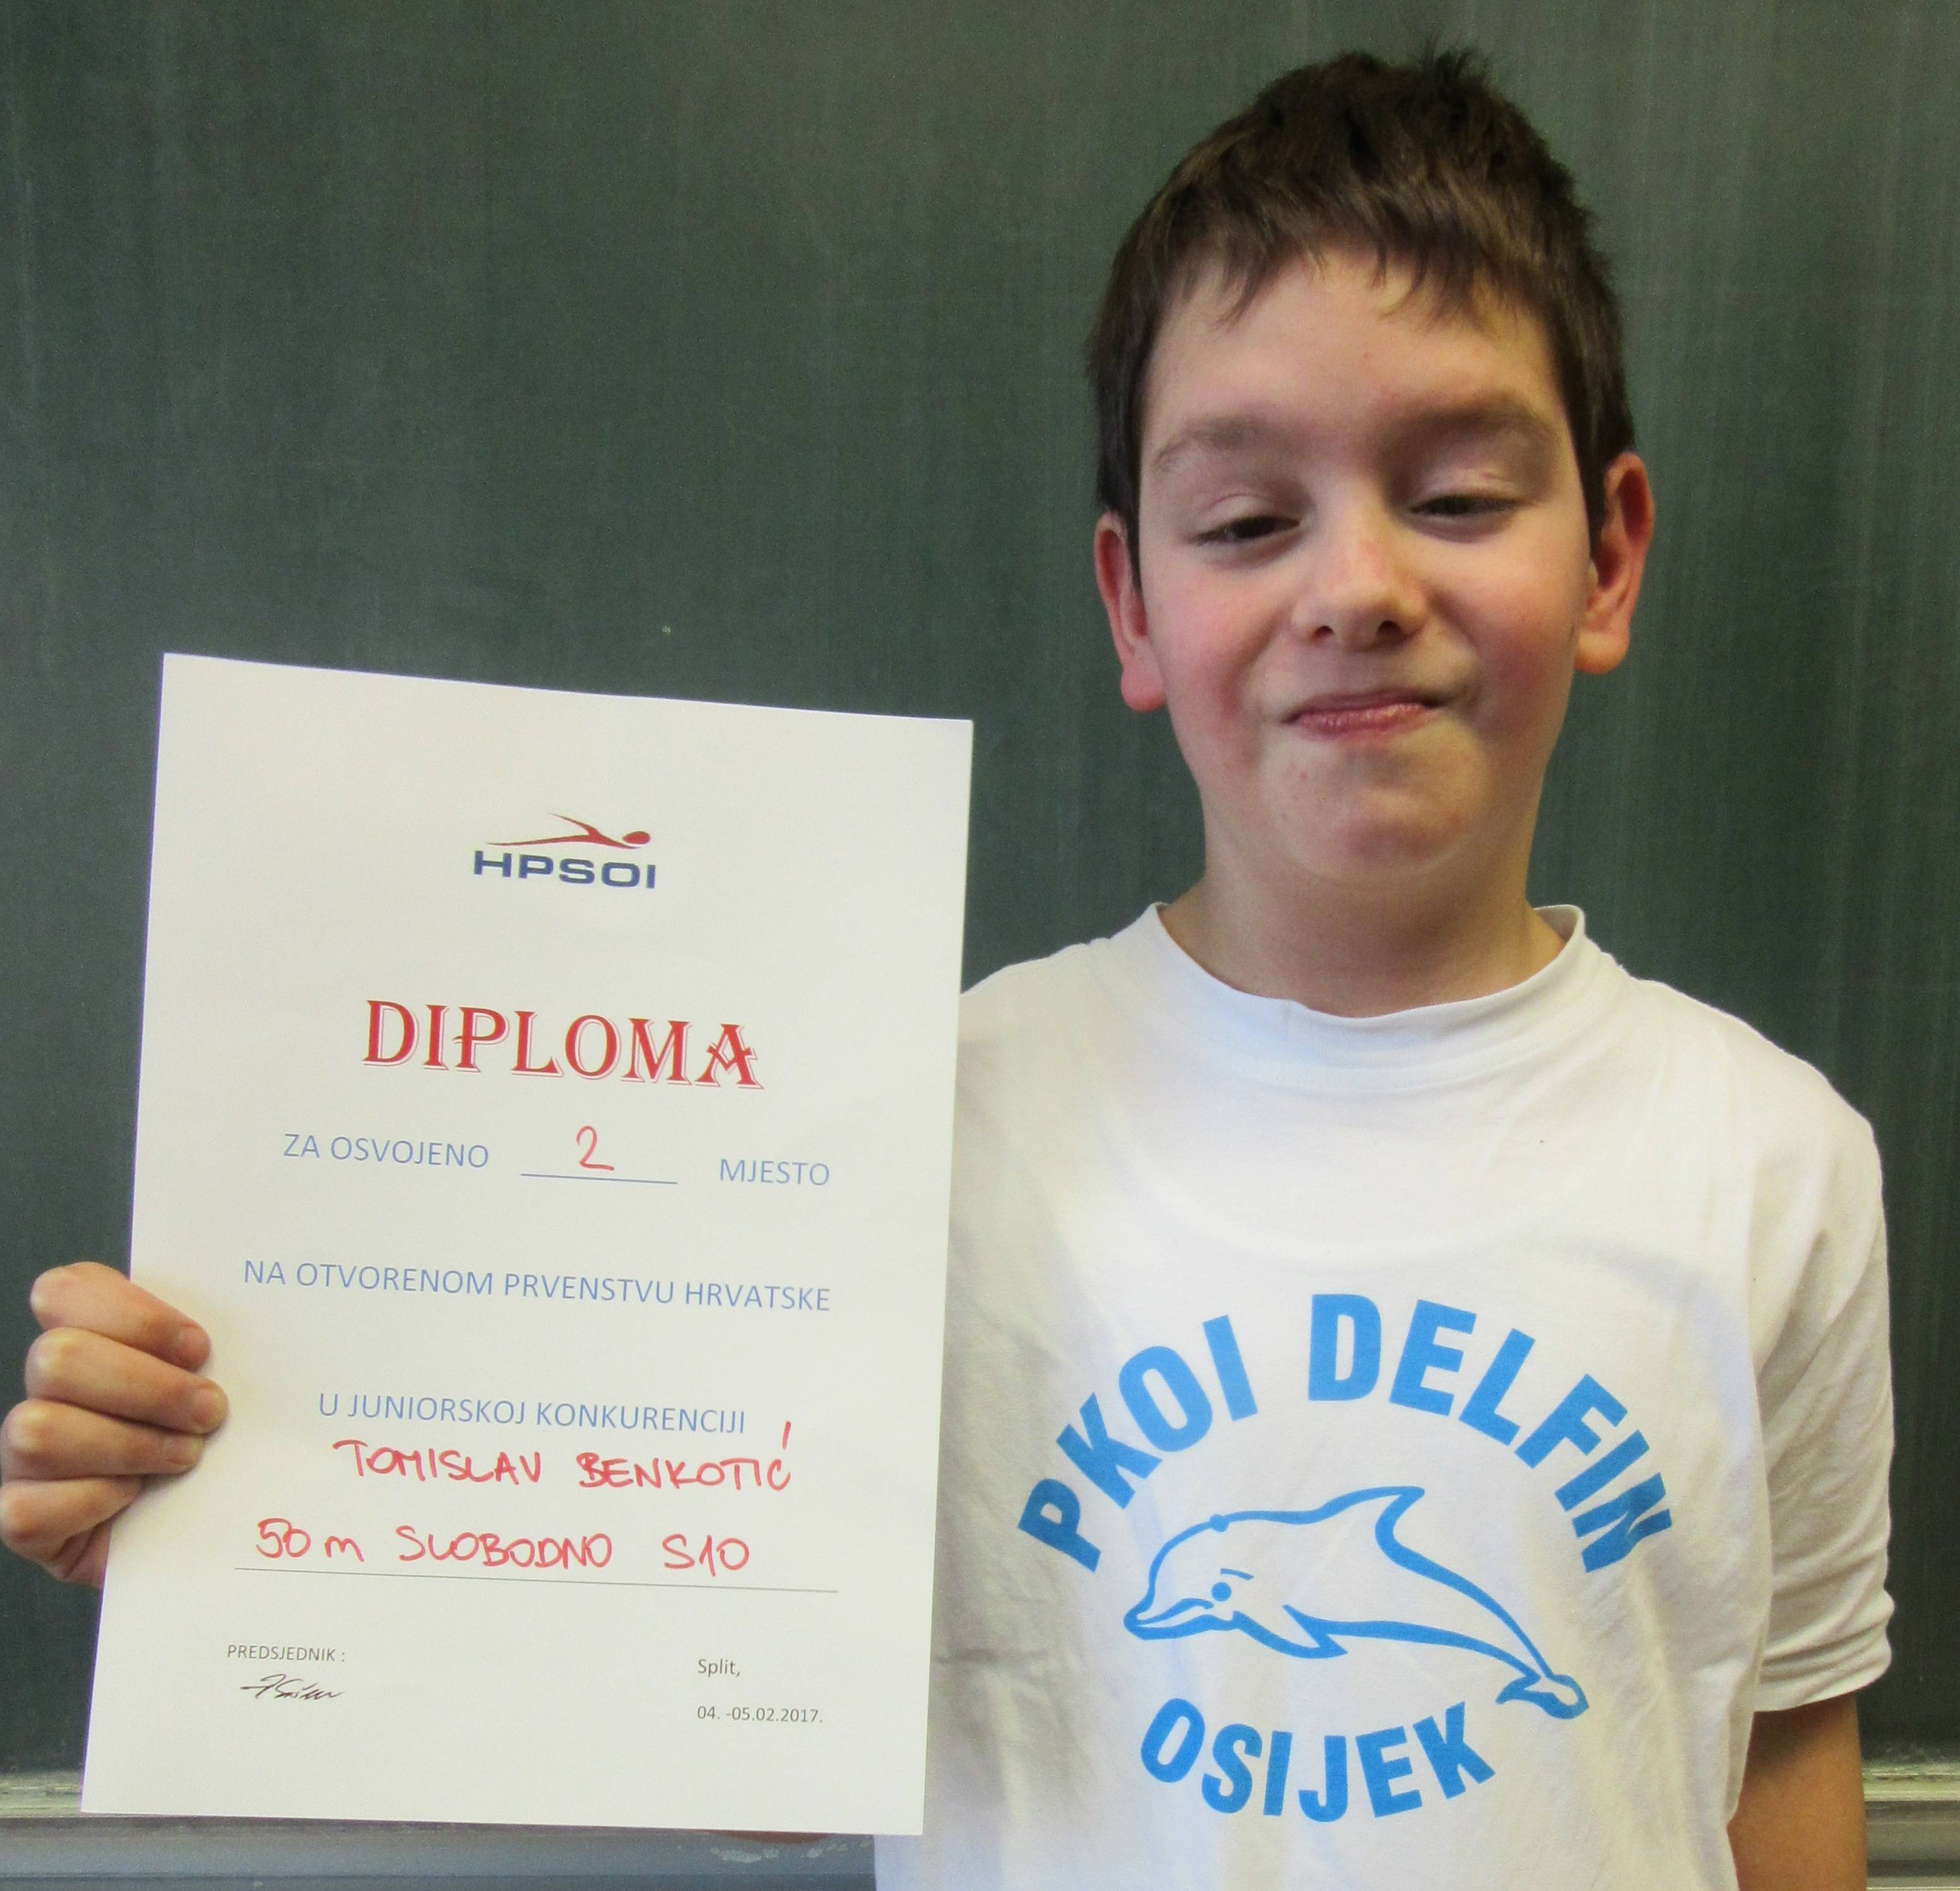 HPSOI
DIPLOMA
ZA OSVOJENO 2 MJESTO
NA OTVORENOM PRVENSTVU HRVATSKE
U JUNIORSKOJ KONKURENCIJI
TOMISLAV BENKOTIĆ
50 m SLOBODNO S10
PREDSJEDNIK :
Split,
04. -05.02.2017.
PKOI DELFIN
OSIJEK